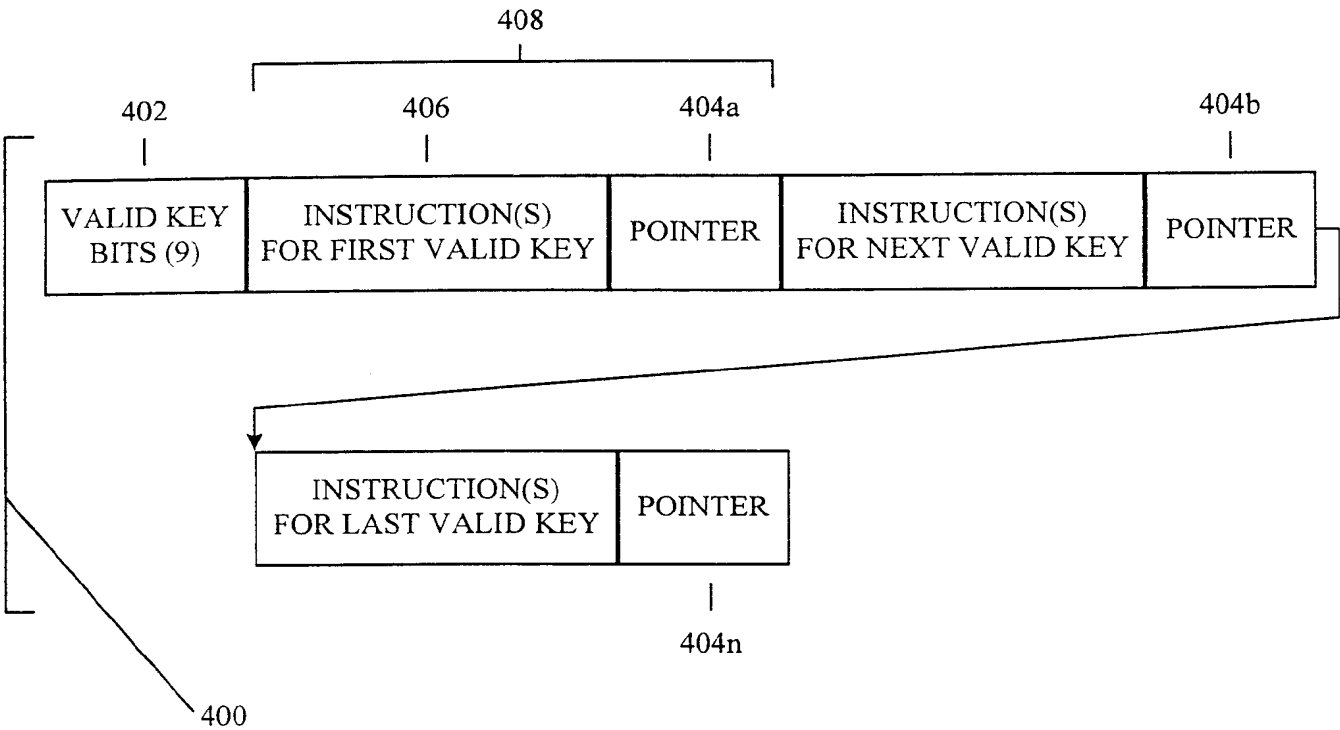 408
402
406
404a
404b
VALID KEY
BITS (9)
INSTRUCTION(S)
FOR FIRST VALID KEY
POINTER
INSTRUCTION(S)
FOR NEXT VALID KEY
POINTER
INSTRUCTION(S)
FOR LAST VALID KEY
POINTER
404n
400